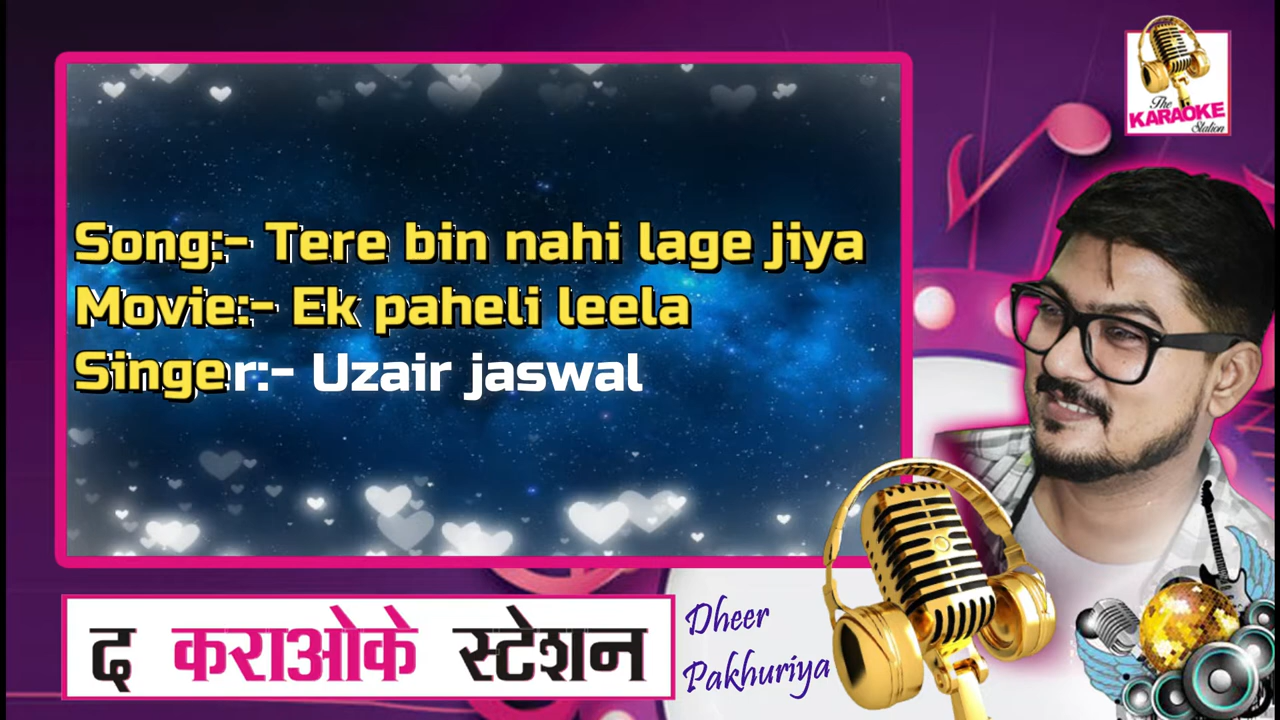 The
KARAOKE
Station
Song:- Tere bin nahi lage jiya
Movie:- Ek paheli leela
Singer:- Uzair jaswal
द कराओके स्टेशन
Dheer
Pakhuriya